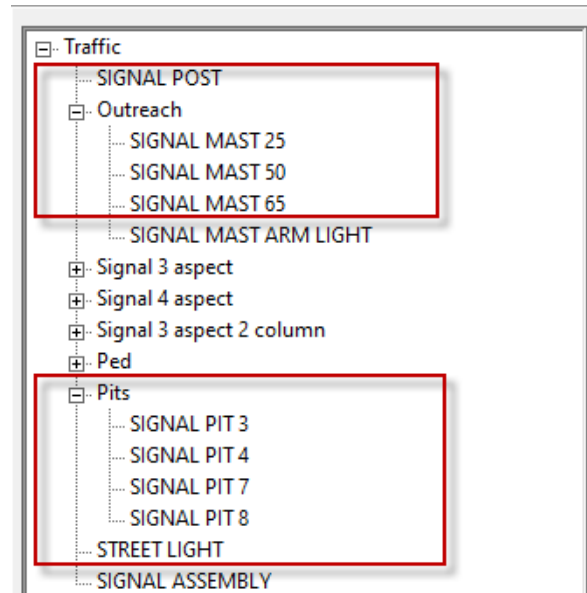 Traffic
SIGNAL POST
Outreach
SIGNAL MAST 25
SIGNAL MAST 50
SIGNAL MAST 65
SIGNAL MAST ARM LIGHT
Signal 3 aspect
Signal 4 aspect
Signal 3 aspect 2 column
Ped
Pits
SIGNAL PIT 3
SIGNAL PIT 4
SIGNAL PIT 7
SIGNAL PIT 8
STREET LIGHT
SIGNAL ASSEMBLY